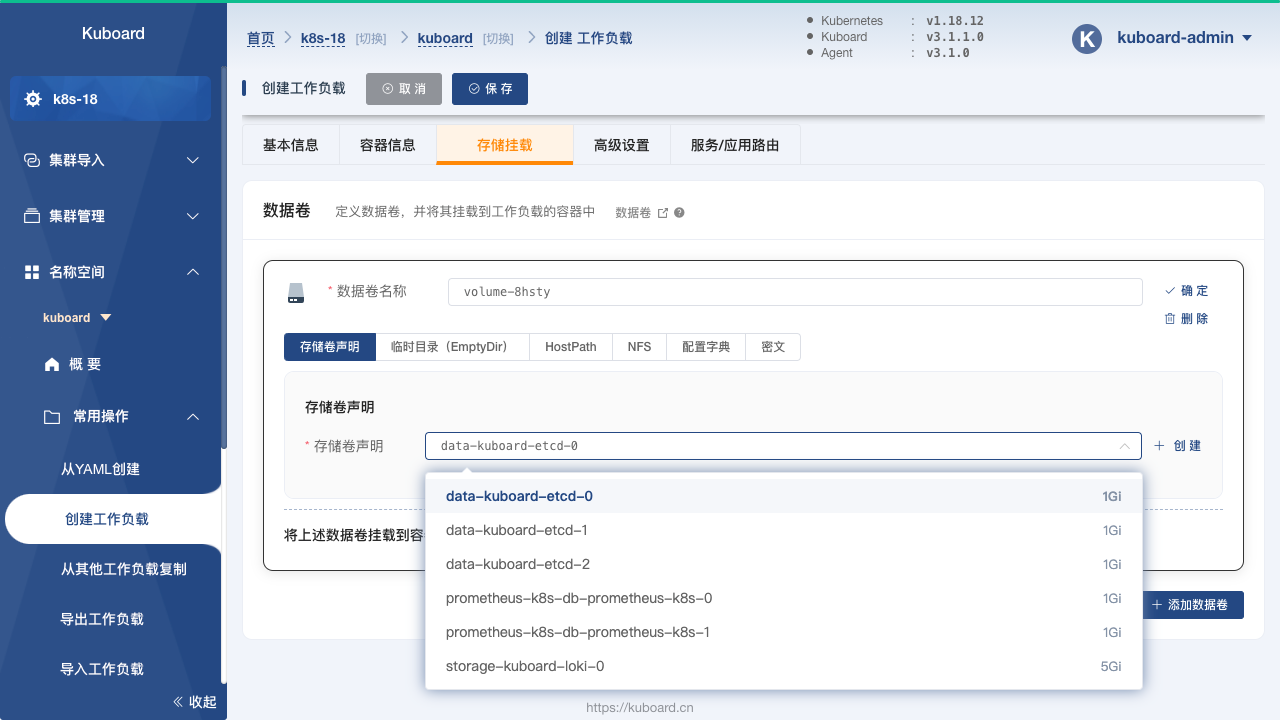 Kuboard
k8s-18
集群导入
集群管理
名称空间
kuboard
概 要
常用操作
从YAML创建
创建工作负载
从其他工作负载复制
导出工作负载
导入工作负载
收起
首页 k8s-18 [切换] kuboard [切换] 创建 工作负载
Kubernetes : v1.18.12
Kuboard : v3.1.1.0
Agent : v3.1.0
K kuboard-admin
创建工作负载 取 消 保 存
基本信息 容器信息 存储挂载 高级设置 服务/应用路由
数据卷 定义数据卷，并将其挂载到工作负载的容器中 数据卷
* 数据卷名称 volume-8hsty 确 定
删 除
存储卷声明 临时目录（EmptyDir） HostPath NFS 配置字典 密文
存储卷声明
* 存储卷声明 data-kuboard-etcd-0 创 建
data-kuboard-etcd-0 1Gi
data-kuboard-etcd-1 1Gi
data-kuboard-etcd-2 1Gi
prometheus-k8s-db-prometheus-k8s-0 1Gi
prometheus-k8s-db-prometheus-k8s-1 1Gi
storage-kuboard-loki-0 5Gi
将上述数据卷挂载到容
添加数据卷
https://kuboard.cn